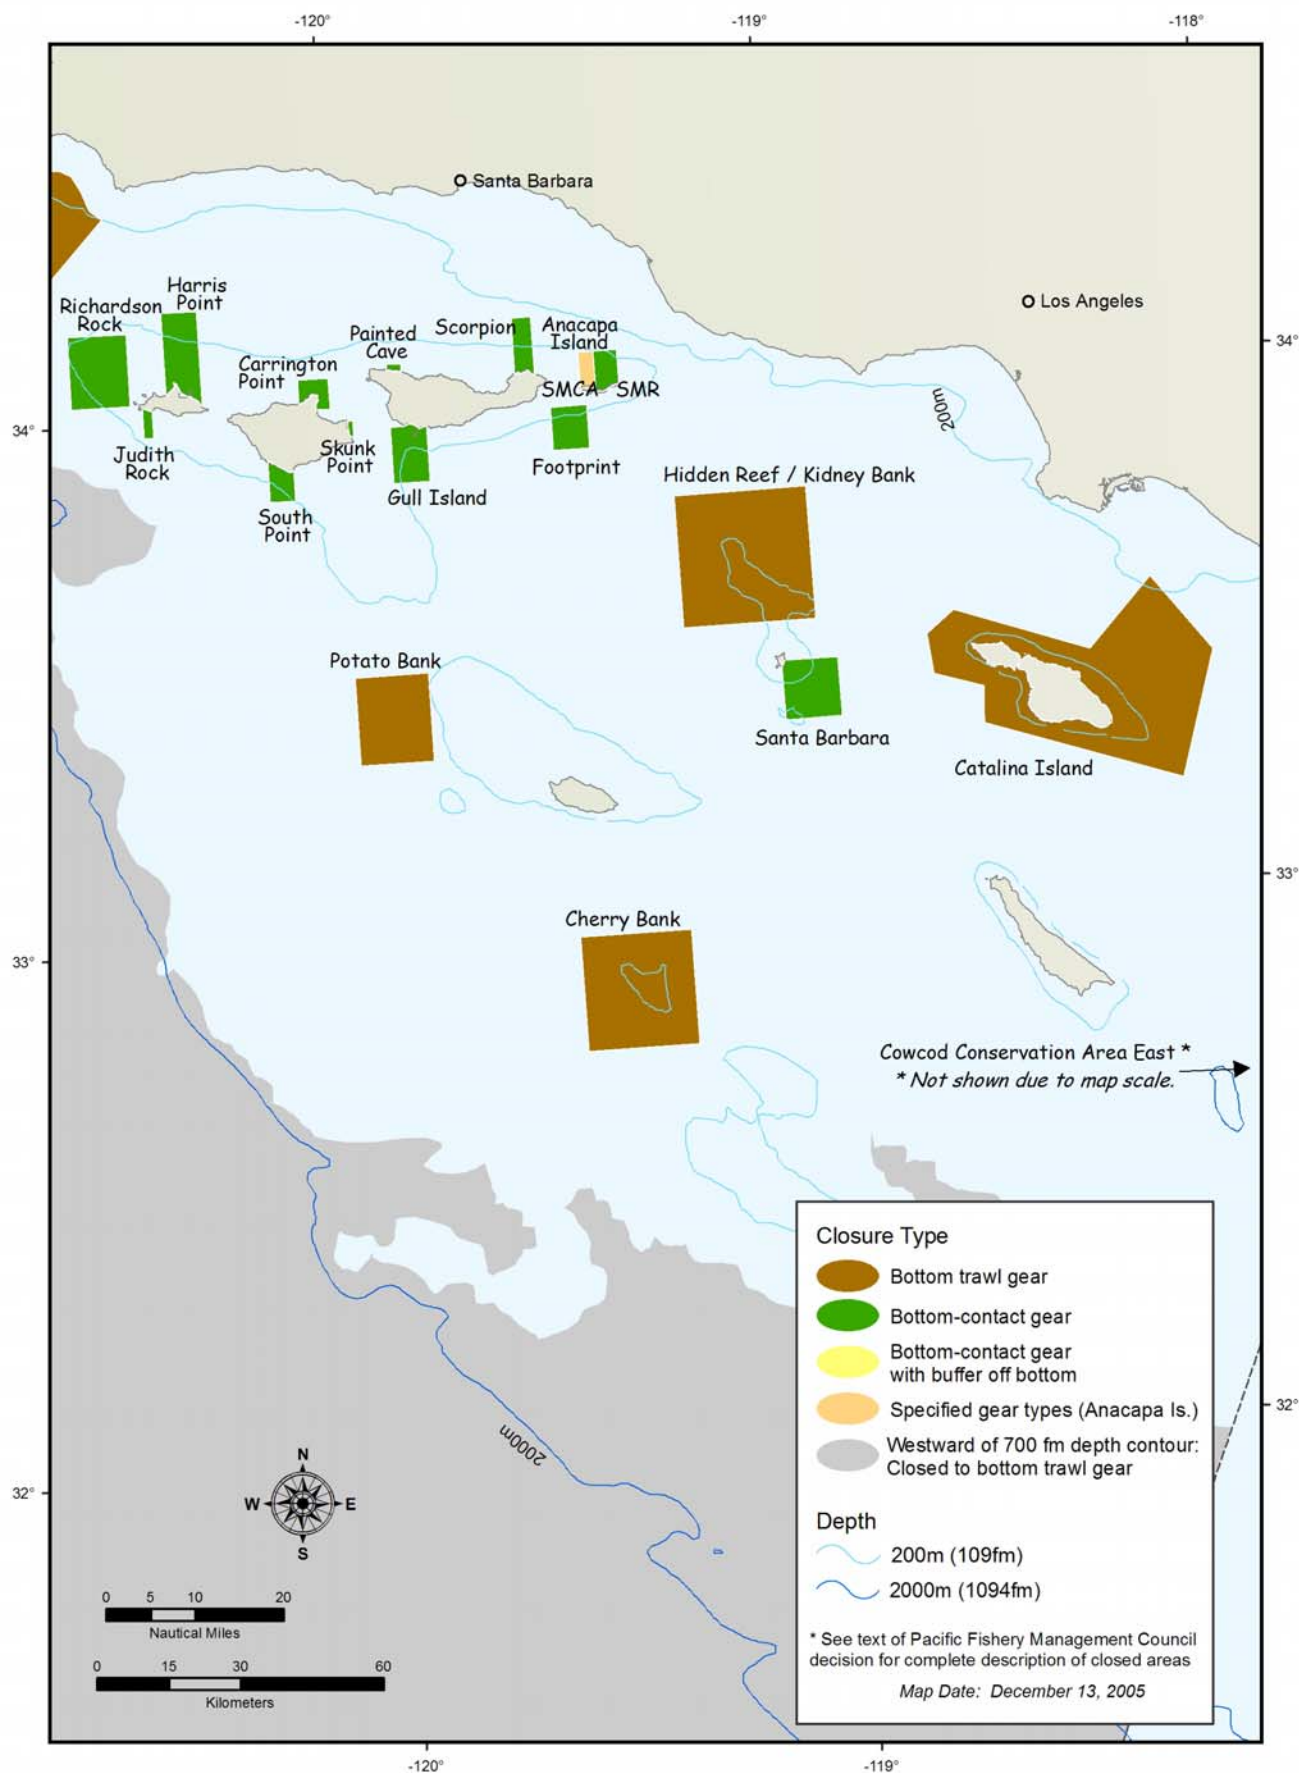 -120°
-119°
-118°
Santa Barbara
Los Angeles
Harris
Point
Richardson
Rock
Painted
Cave
Scorpion
Anacapa
Island
34°
Carrington
Point
SMCA
SMR
200m
34°
Judith
Rock
Skunk
Point
Footprint
Hidden Reef / Kidney Bank
Gull Island
South
Point
Potato Bank
Santa Barbara
Catalina Island
33°
Cherry Bank
33°
Cowcod Conservation Area East *
* Not shown due to map scale.
Closure Type
Bottom trawl gear
Bottom-contact gear
Bottom-contact gear
with buffer off bottom
Specified gear types (Anacapa Is.)
Westward of 700 fm depth contour:
Closed to bottom trawl gear
32°
2000m
32°
N
W E
S
Depth
200m (109fm)
2000m (1094fm)
0 5 10 20
Nautical Miles
0 15 30 60
Kilometers
* See text of Pacific Fishery Management Council
decision for complete description of closed areas
Map Date: December 13, 2005
-120°
-119°